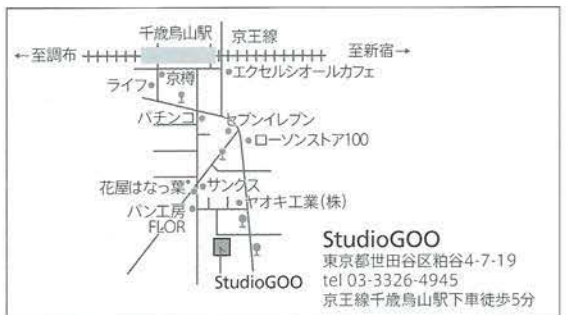 千歳烏山駅
京王線
←至調布
至新宿→
エクセルシオールカフェ
京樽
ライフ
パチンコ
セブンイレブン
ローソンストア100
花屋はなっ葉
サンクス
ヤオキ工業(株)
パン工房
FLOR
StudioGOO
StudioGOO
東京都世田谷区粕谷4-7-19
tel 03-3326-4945
京王線千歳烏山駅下車徒歩5分